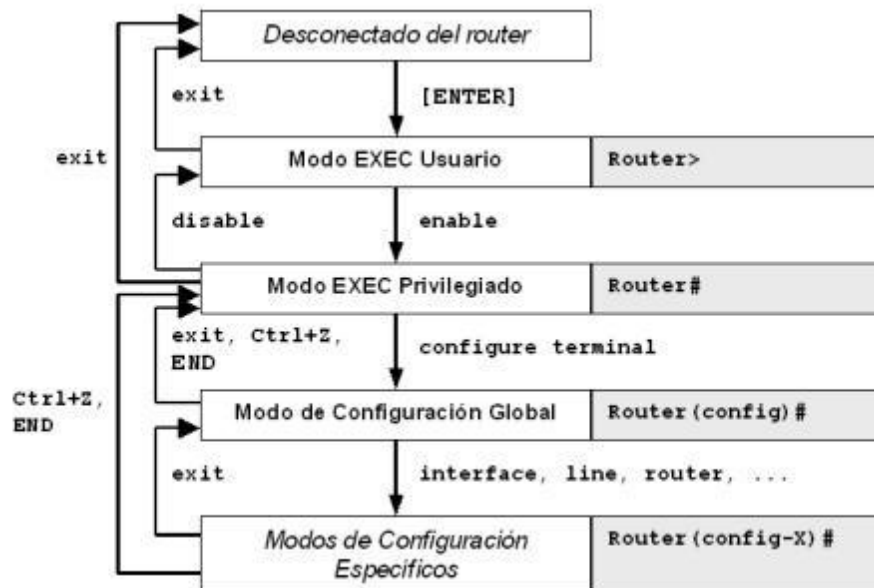 Desconectado del router
exit
[ENTER]
Modo EXEC Usuario
Router>
exit
disable
enable
Modo EXEC Privilegiado
Router#
exit, Ctrl+Z,
END
configure terminal
Ctrl+Z,
END
Modo de Configuración Global
Router(config)#
exit
interface, line, router, ...
Modos de Configuración
Específicos
Router(config-X)#